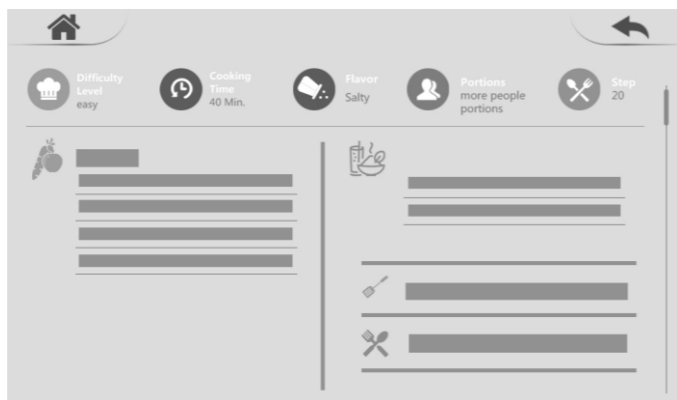 Difficulty
Level
easy
Cooking
Time
40 Min.
Flavor
Salty
Portions
more people
portions
Step
20